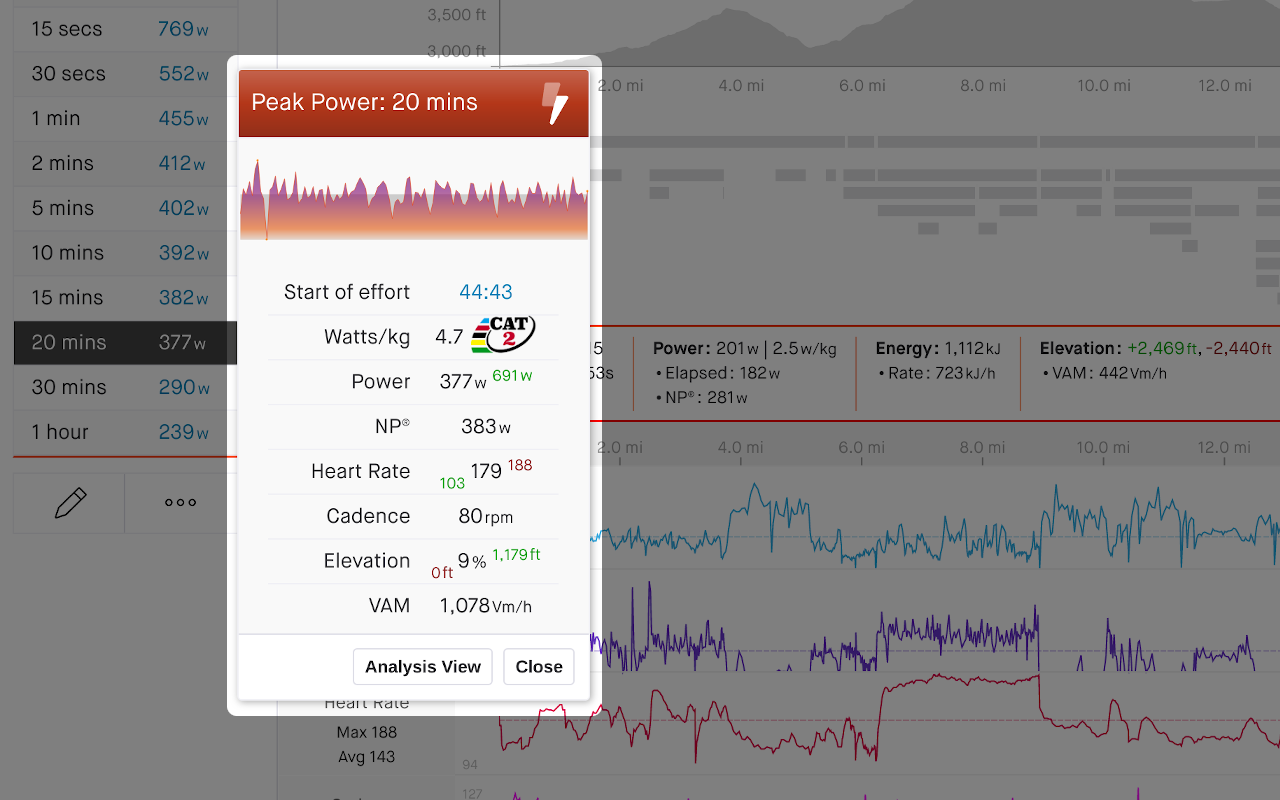 15 secs 769w
30 secs 552w
1 min 455w
2 mins 412w
5 mins 402w
10 mins 392w
15 mins 382w
20 mins 377w
30 mins 290w
1 hour 239w
Peak Power: 20 mins
Start of effort 44:43
Watts/kg 4.7 CAT 2
Power 377w 691w
NP® 383w
Heart Rate 103 179 188
Cadence 80rpm
Elevation 0ft 9% 1,179ft
VAM 1,078Vm/h
Analysis View Close
3,500 ft
3,000 ft
2.0 mi 4.0 mi 6.0 mi 8.0 mi 10.0 mi 12.0 mi
Power: 201w | 2.5w/kg
• Elapsed: 182w
• NP®: 281w
Energy: 1,112kJ
• Rate: 723kJ/h
Elevation: +2,469ft, -2,440ft
• VAM: 442Vm/h
2.0 mi 4.0 mi 6.0 mi 8.0 mi 10.0 mi 12.0 mi
Heart Rate
Max 188
Avg 143
94
127